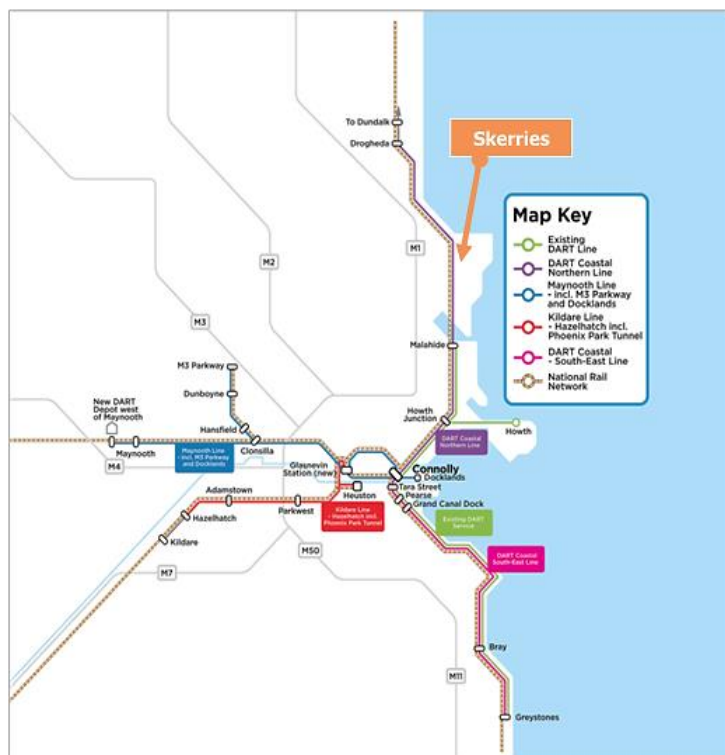 To Dundalk
Drogheda
Skerries
M1
M2
M3
Map Key
Existing
DART Line
DART Coastal
Northern Line
Maynooth Line
- incl. M3 Parkway
and Docklands
Kildare Line
- Hazelhatch incl.
Phoenix Park Tunnel
DART Coastal
- South-East Line
National Rail
Network
Malahide
M3 Parkway
Dunboyne
New DART
Depot west
of Maynooth
Hansfield
Howth
Junction
Howth
DART Coastal
Northern Line
Maynooth
M4
Maynooth Line
- incl. M3 Parkway
and Docklands
Clonsilla
Glasnevin
Station (new)
Connolly
Docklands
Tara Street
Pearse
Grand Canal Dock
Heuston
Adamstown
Parkwest
Kildare Line
- Hazelhatch incl.
Phoenix Park Tunnel
Hazelhatch
Kildare
Existing DART
Service
M50
M7
DART Coastal
South-East Line
Bray
M11
Greystones